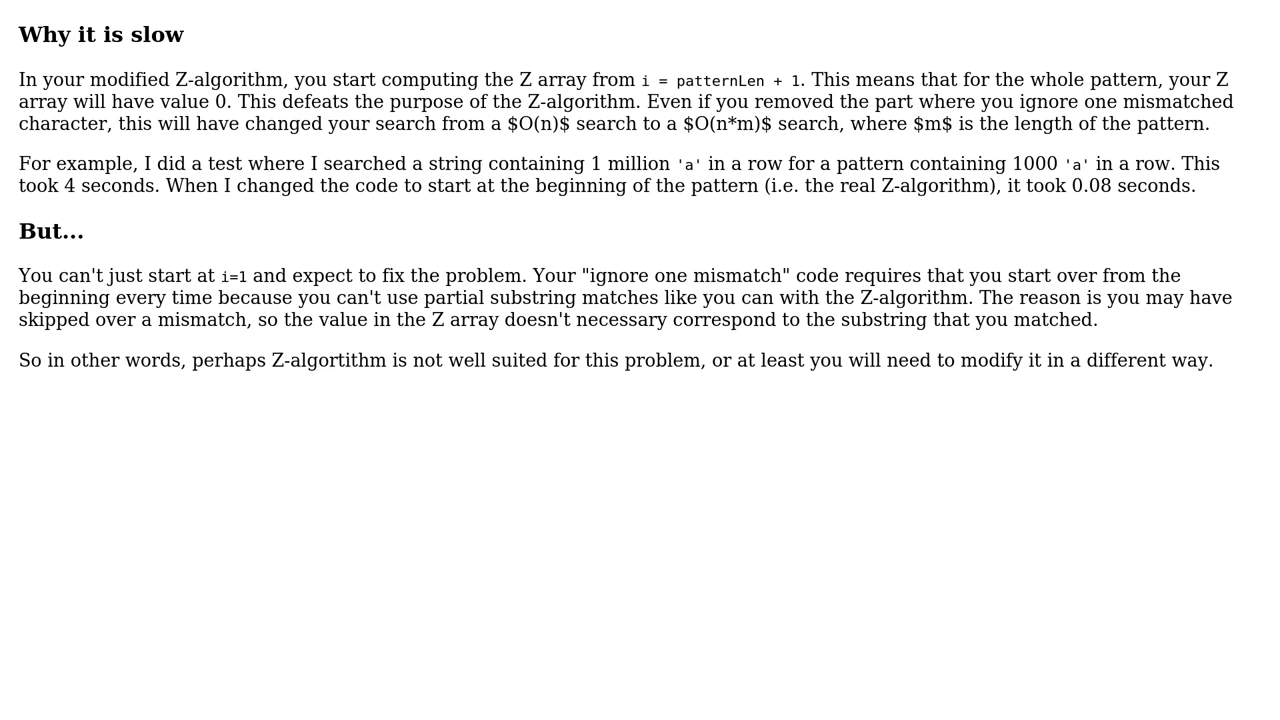 Why it is slow
In your modified Z-algorithm, you start computing the Z array from i = patternLen + 1. This means that for the whole pattern, your Z
array will have value 0. This defeats the purpose of the Z-algorithm. Even if you removed the part where you ignore one mismatched
character, this will have changed your search from a $O(n)$ search to a $O(n*m)$ search, where $m$ is the length of the pattern.
For example, I did a test where I searched a string containing 1 million 'a' in a row for a pattern containing 1000 'a' in a row. This
took 4 seconds. When I changed the code to start at the beginning of the pattern (i.e. the real Z-algorithm), it took 0.08 seconds.
But...
You can't just start at i=1 and expect to fix the problem. Your "ignore one mismatch" code requires that you start over from the
beginning every time because you can't use partial substring matches like you can with the Z-algorithm. The reason is you may have
skipped over a mismatch, so the value in the Z array doesn't necessary correspond to the substring that you matched.
So in other words, perhaps Z-algortithm is not well suited for this problem, or at least you will need to modify it in a different way.